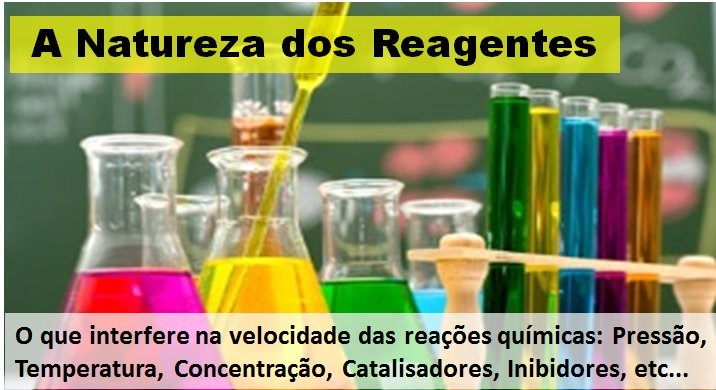 A Natureza dos Reagentes
O que interfere na velocidade das reações químicas: Pressão,
Temperatura, Concentração, Catalisadores, Inibidores, etc...